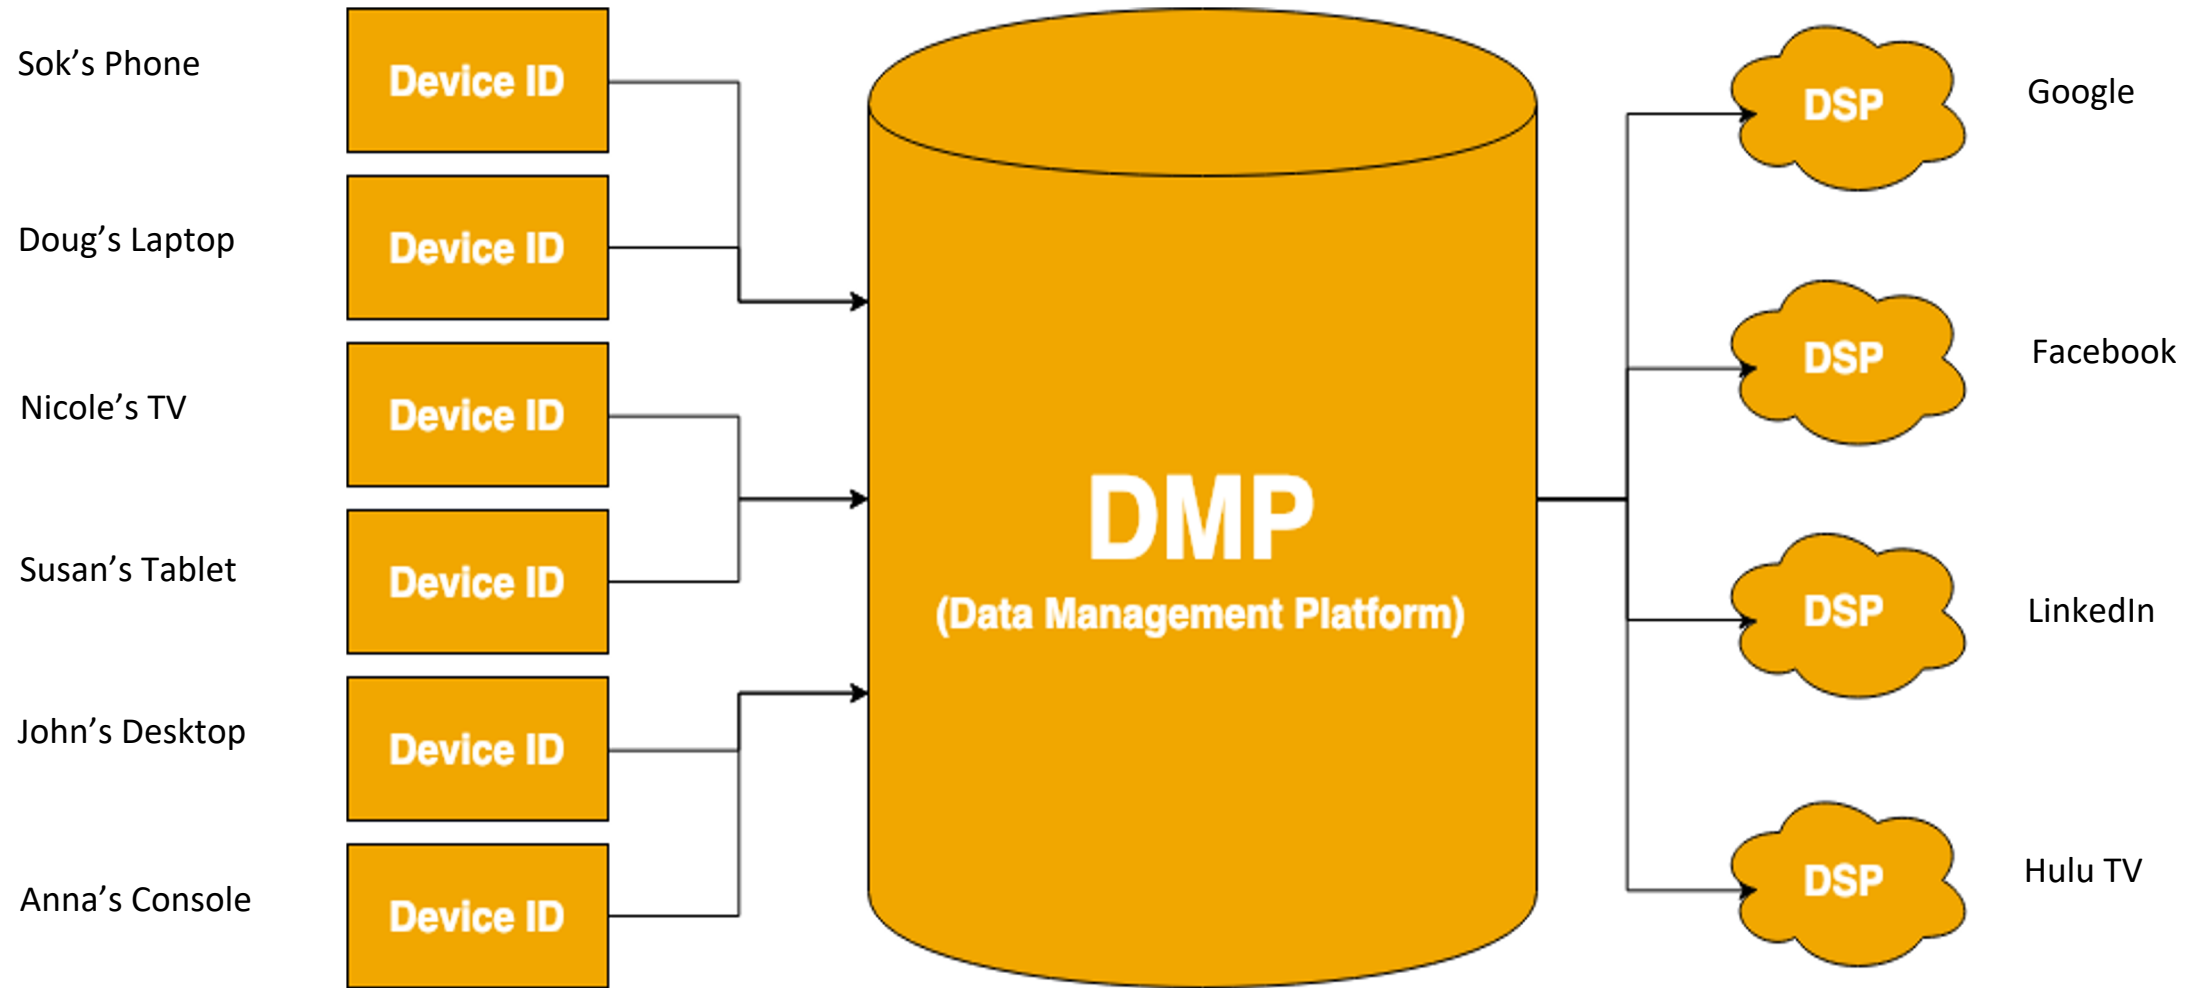 Sok’s Phone
Device ID
Doug’s Laptop
Device ID
Nicole’s TV
Device ID
Susan’s Tablet
Device ID
John’s Desktop
Device ID
Anna’s Console
Device ID
DMP
(Data Management Platform)
DSP
Google
DSP
Facebook
DSP
LinkedIn
DSP
Hulu TV